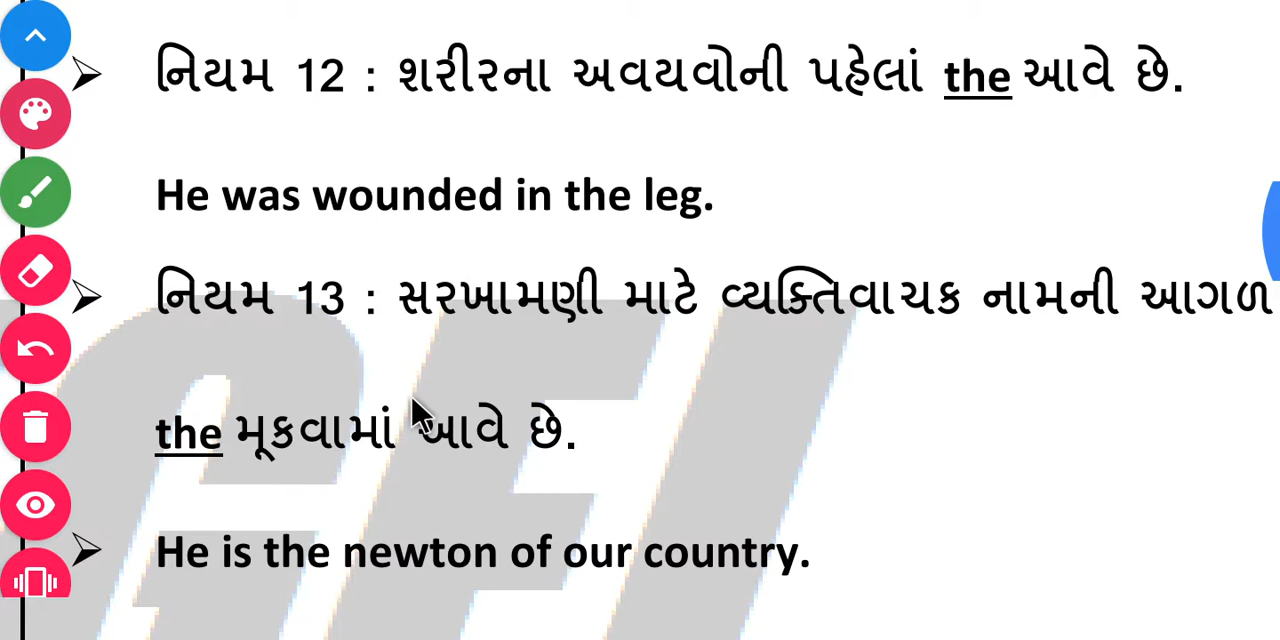 ➢ નિયમ 12 : શરીરના અવયવોની પહેલાં the આવે છે.
He was wounded in the leg.
➢ નિયમ 13 : સરખામણી માટે વ્યક્તિવાચક નામની આગળ
the મૂકવામાં આવે છે.
➢ He is the newton of our country.